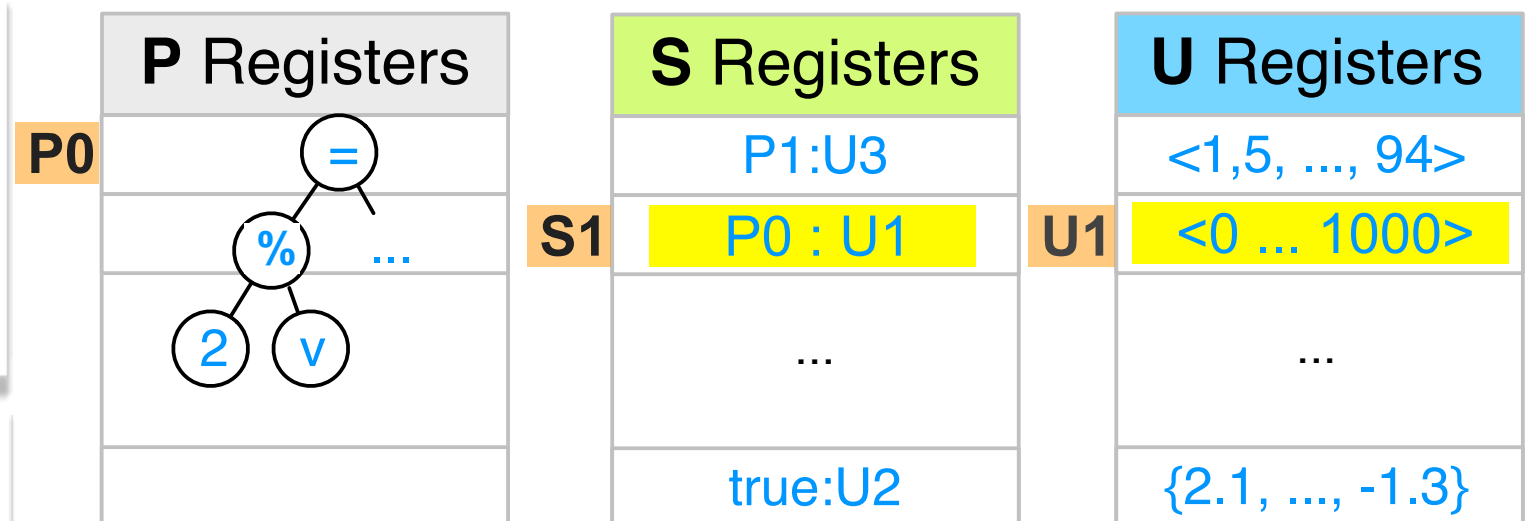 P Registers
S Registers
U Registers
P0
=
P1:U3
<1,5, ..., 94>
%
...
S1
P0 : U1
U1
<0 ... 1000>
2
v
...
...
true:U2
{2.1, ..., -1.3}